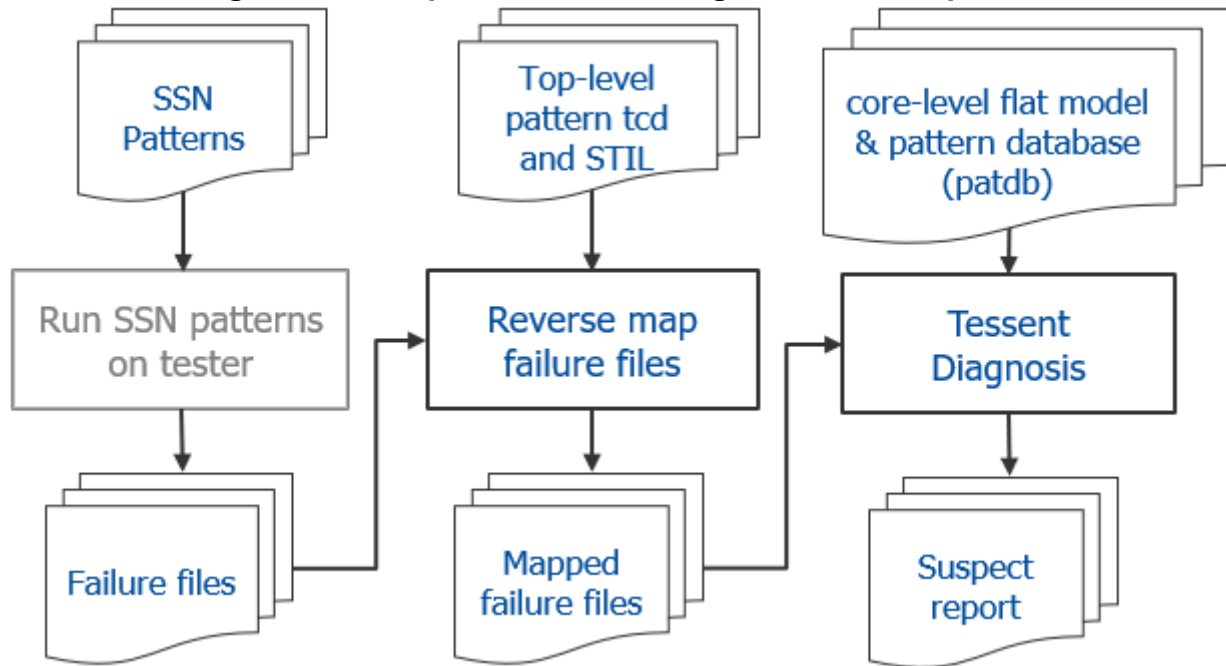 SSN
Patterns
Top-level
pattern tcd
and STIL
core-level flat model
& pattern database
(patdb)
Run SSN patterns
on tester
Reverse map
failure files
Tessent
Diagnosis
Failure files
Mapped
failure files
Suspect
report